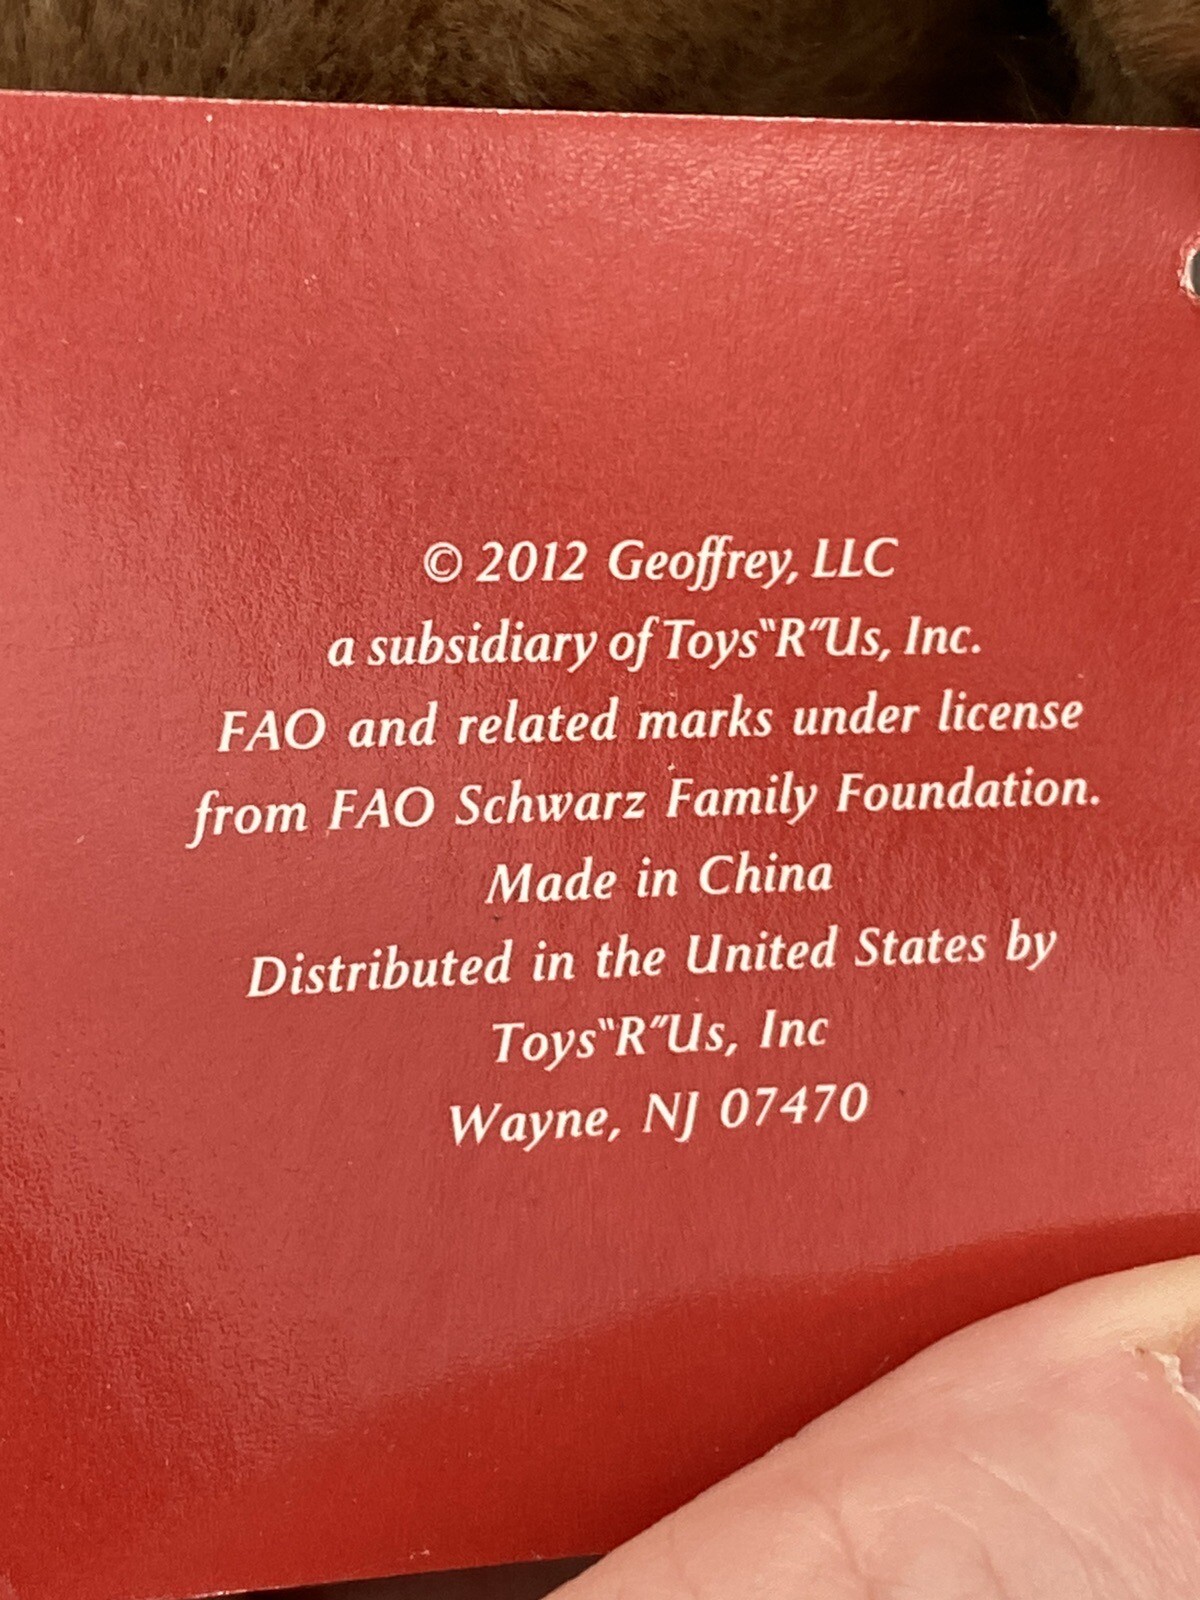 © 2012 Geoffrey, LLC
a subsidiary of Toys“R”Us, Inc.
FAO and related marks under license
from FAO Schwarz Family Foundation.
Made in China
Distributed in the United States by
Toys“R”Us, Inc
Wayne, NJ 07470